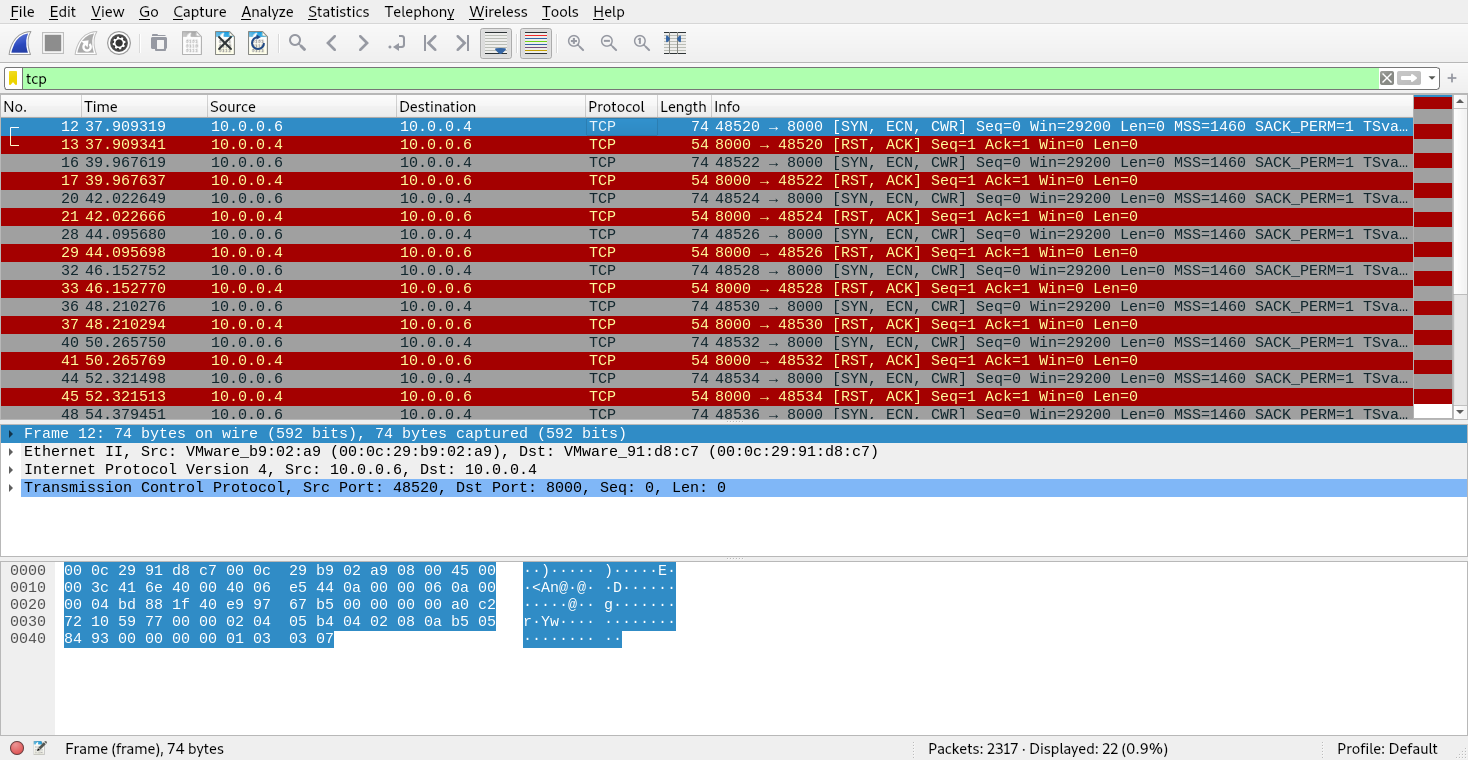 File Edit View Go Capture Analyze Statistics Telephony Wireless Tools Help
tcp
No. Time Source Destination Protocol Length Info
12 37.909319 10.0.0.6 10.0.0.4 TCP 74 48520 → 8000 [SYN, ECN, CWR] Seq=0 Win=29200 Len=0 MSS=1460 SACK_PERM=1 TSva…
13 37.909341 10.0.0.4 10.0.0.6 TCP 54 8000 → 48520 [RST, ACK] Seq=1 Ack=1 Win=0 Len=0
16 39.967619 10.0.0.6 10.0.0.4 TCP 74 48522 → 8000 [SYN, ECN, CWR] Seq=0 Win=29200 Len=0 MSS=1460 SACK_PERM=1 TSva…
17 39.967637 10.0.0.4 10.0.0.6 TCP 54 8000 → 48522 [RST, ACK] Seq=1 Ack=1 Win=0 Len=0
20 42.022649 10.0.0.6 10.0.0.4 TCP 74 48524 → 8000 [SYN, ECN, CWR] Seq=0 Win=29200 Len=0 MSS=1460 SACK_PERM=1 TSva…
21 42.022666 10.0.0.4 10.0.0.6 TCP 54 8000 → 48524 [RST, ACK] Seq=1 Ack=1 Win=0 Len=0
28 44.095680 10.0.0.6 10.0.0.4 TCP 74 48526 → 8000 [SYN, ECN, CWR] Seq=0 Win=29200 Len=0 MSS=1460 SACK_PERM=1 TSva…
29 44.095698 10.0.0.4 10.0.0.6 TCP 54 8000 → 48526 [RST, ACK] Seq=1 Ack=1 Win=0 Len=0
32 46.152752 10.0.0.6 10.0.0.4 TCP 74 48528 → 8000 [SYN, ECN, CWR] Seq=0 Win=29200 Len=0 MSS=1460 SACK_PERM=1 TSva…
33 46.152770 10.0.0.4 10.0.0.6 TCP 54 8000 → 48528 [RST, ACK] Seq=1 Ack=1 Win=0 Len=0
36 48.210276 10.0.0.6 10.0.0.4 TCP 74 48530 → 8000 [SYN, ECN, CWR] Seq=0 Win=29200 Len=0 MSS=1460 SACK_PERM=1 TSva…
37 48.210294 10.0.0.4 10.0.0.6 TCP 54 8000 → 48530 [RST, ACK] Seq=1 Ack=1 Win=0 Len=0
40 50.265750 10.0.0.6 10.0.0.4 TCP 74 48532 → 8000 [SYN, ECN, CWR] Seq=0 Win=29200 Len=0 MSS=1460 SACK_PERM=1 TSva…
41 50.265769 10.0.0.4 10.0.0.6 TCP 54 8000 → 48532 [RST, ACK] Seq=1 Ack=1 Win=0 Len=0
44 52.321498 10.0.0.6 10.0.0.4 TCP 74 48534 → 8000 [SYN, ECN, CWR] Seq=0 Win=29200 Len=0 MSS=1460 SACK_PERM=1 TSva…
45 52.321513 10.0.0.4 10.0.0.6 TCP 54 8000 → 48534 [RST, ACK] Seq=1 Ack=1 Win=0 Len=0
48 54.379451 10.0.0.6 10.0.0.4 TCP 74 48536 → 8000 [SYN, ECN, CWR] Seq=0 Win=29200 Len=0 MSS=1460 SACK_PERM=1 TSva…
Frame 12: 74 bytes on wire (592 bits), 74 bytes captured (592 bits)
Ethernet II, Src: VMware_b9:02:a9 (00:0c:29:b9:02:a9), Dst: VMware_91:d8:c7 (00:0c:29:91:d8:c7)
Internet Protocol Version 4, Src: 10.0.0.6, Dst: 10.0.0.4
Transmission Control Protocol, Src Port: 48520, Dst Port: 8000, Seq: 0, Len: 0
0000 00 0c 29 91 d8 c7 00 0c 29 b9 02 a9 08 00 45 00 ··)····· )·····E·
0010 00 3c 41 6e 40 00 40 06 e5 44 0a 00 00 06 0a 00 ·<An@·@· ·D······
0020 00 04 bd 88 1f 40 e9 97 67 b5 00 00 00 00 a0 c2 ·····@·· g·······
0030 72 10 59 77 00 00 02 04 05 b4 04 02 08 0a b5 05 r·Yw···· ········
0040 84 93 00 00 00 00 01 03 03 07 ········ ··
Frame (frame), 74 bytes Packets: 2317 · Displayed: 22 (0.9%) Profile: Default